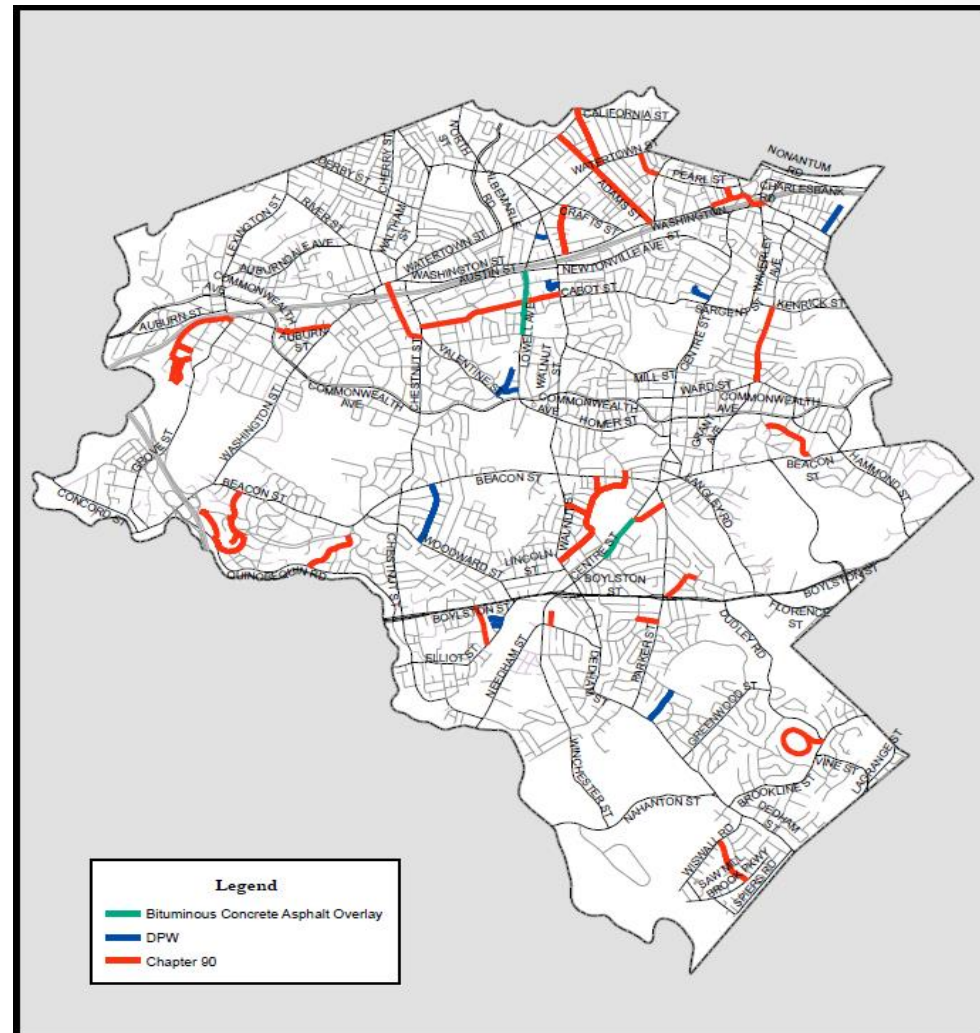 CALIFORNIA ST
NORTH
ST
NONANTUM
RD
CHERRY ST
DERBY ST
WATERTOWN ST
PEARL ST
CHARLESBANK
RD
ALBEMARLE
RD
ADAMS ST
LEXINGTON ST
RIVER ST
WALTHAM
ST
CRAFTS ST
WASHINGTON
ST
WATERTOWN ST
AUBURNDALE AVE
WASHINGTON ST
AUSTIN ST
NEWTONVILLE AVE
WAVERLEY
AVE
COMMONWEALTH
AVE
CABOT ST
SARGENT ST
KENRICK ST
AUBURN ST
AUBURN
ST
LOWELL AVE
CENTRE ST
CHESTNUT ST
VALENTINE ST
WALNUT
ST
MILL ST
WARD ST
COMMONWEALTH
AVE
COMMONWEALTH
AVE
COMMONWEALTH
AVE
HOMER ST
GRANT
AVE
WASHINGTON ST
GROVE ST
BEACON
ST
HAMMOND ST
BEACON ST
BEACON ST
LANGLEY RD
CONCORD ST
WALNUT ST
WOODWARD ST
LINCOLN
ST
CENTRE ST
CHESTNUT ST
QUINOBEQUIN RD
BOYLSTON
ST
BOYLSTON ST
BOYLSTON ST
FLORENCE
ST
DUDLEY RD
ELLIOT ST
NEEDHAM ST
DEDHAM
ST
PARKER ST
GREENWOOD ST
WINCHESTER ST
VINE ST
LAGRANGE ST
BROOKLINE ST
NAHANTON ST
DEDHAM
ST
WISWALL RD
SAW MILL
BROOK PKWY
SPIERS RD
Legend
Bituminous Concrete Asphalt Overlay
DPW
Chapter 90